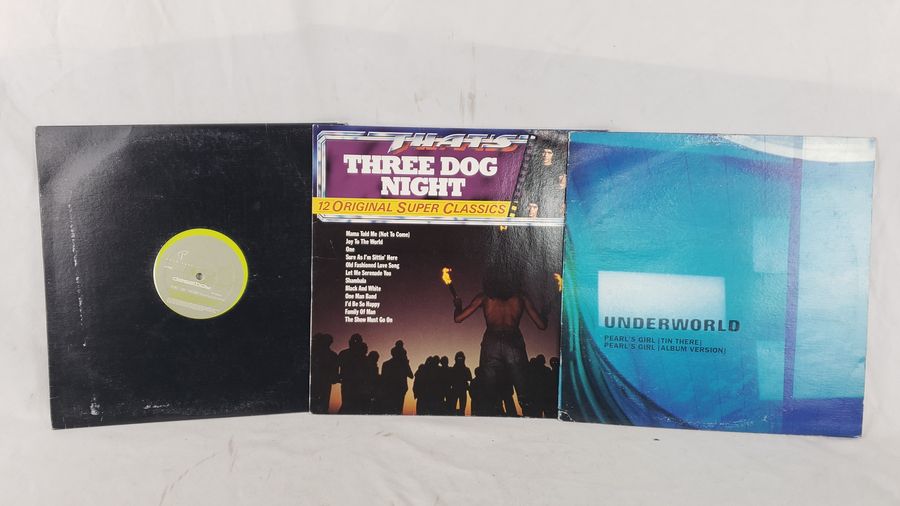 THAT'S
THREE DOG
NIGHT
12 ORIGINAL SUPER CLASSICS
Mama Told Me (Not To Come)
Joy To The World
One
Sure As I'm Sittin' Here
Old Fashioned Love Song
Let Me Serenade You
Shambala
Black And White
One Man Band
I'd Be So Happy
Family Of Man
The Show Must Go On
UNDERWORLD
PEARL'S GIRL [TIN THERE]
PEARL'S GIRL [ALBUM VERSION]